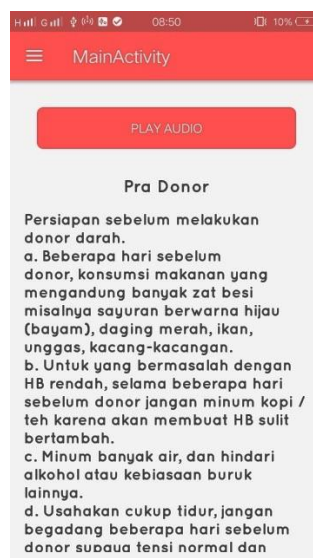 08:50
10%
MainActivity
PLAY AUDIO
Pra Donor
Persiapan sebelum melakukan
donor darah.
a. Beberapa hari sebelum
donor, konsumsi makanan yang
mengandung banyak zat besi
misalnya sayuran berwarna hijau
(bayam), daging merah, ikan,
unggas, kacang-kacangan.
b. Untuk yang bermasalah dengan
HB rendah, selama beberapa hari
sebelum donor jangan minum kopi /
teh karena akan membuat HB sulit
bertambah.
c. Minum banyak air, dan hindari
alkohol atau kebiasaan buruk
lainnya.
d. Usahakan cukup tidur, jangan
begadang beberapa hari sebelum
donor supaya tensi normal dan